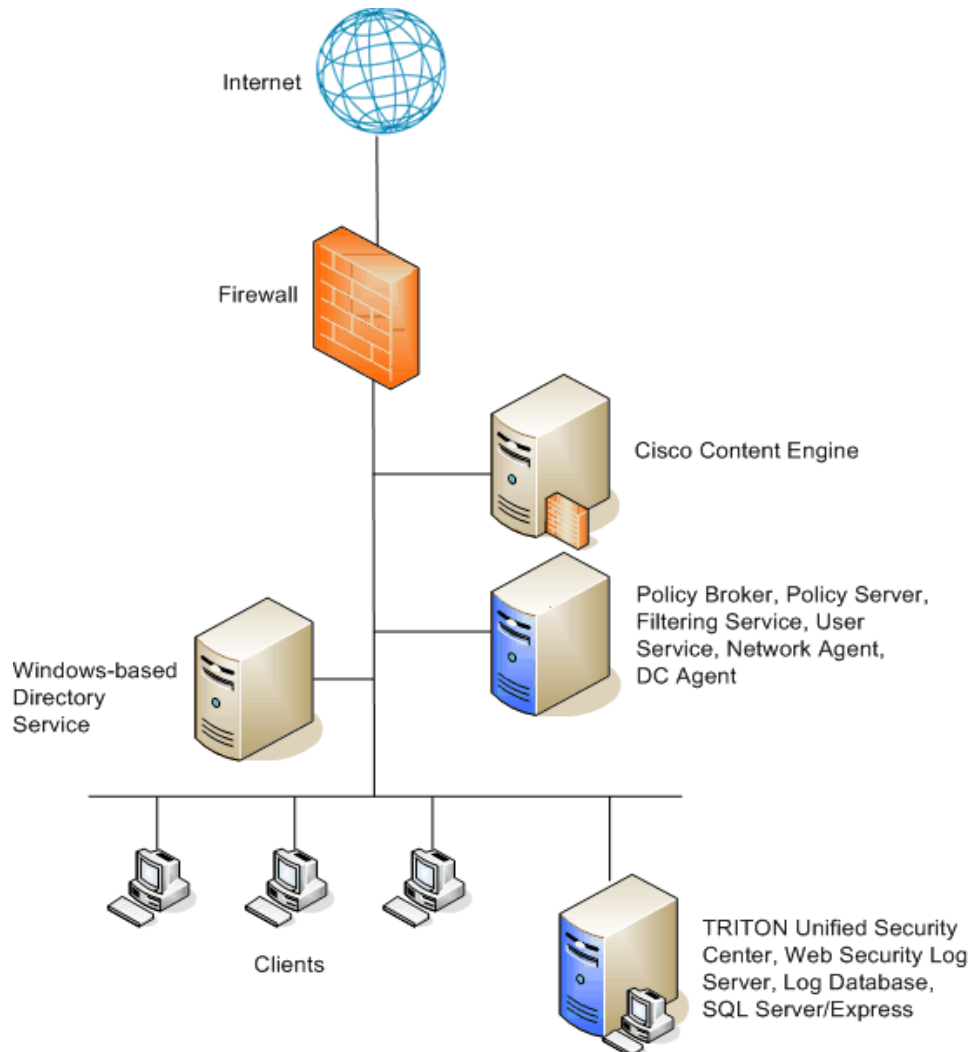 Internet
Firewall
Cisco Content Engine
Policy Broker, Policy Server,
Filtering Service, User
Service, Network Agent,
DC Agent
Windows-based
Directory
Service
Clients
TRITON Unified Security
Center, Web Security Log
Server, Log Database,
SQL Server/Express